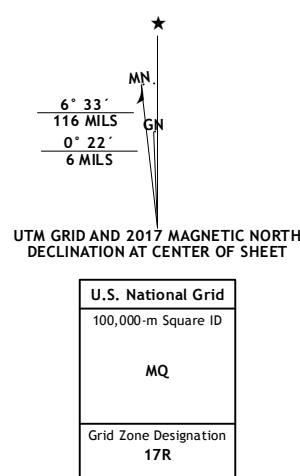 ★
MN
6° 33´
116 MILS
GN
0° 22´
6 MILS
UTM GRID AND 2017 MAGNETIC NORTH
DECLINATION AT CENTER OF SHEET
U.S. National Grid
100,000-m Square ID
MQ
Grid Zone Designation
17R